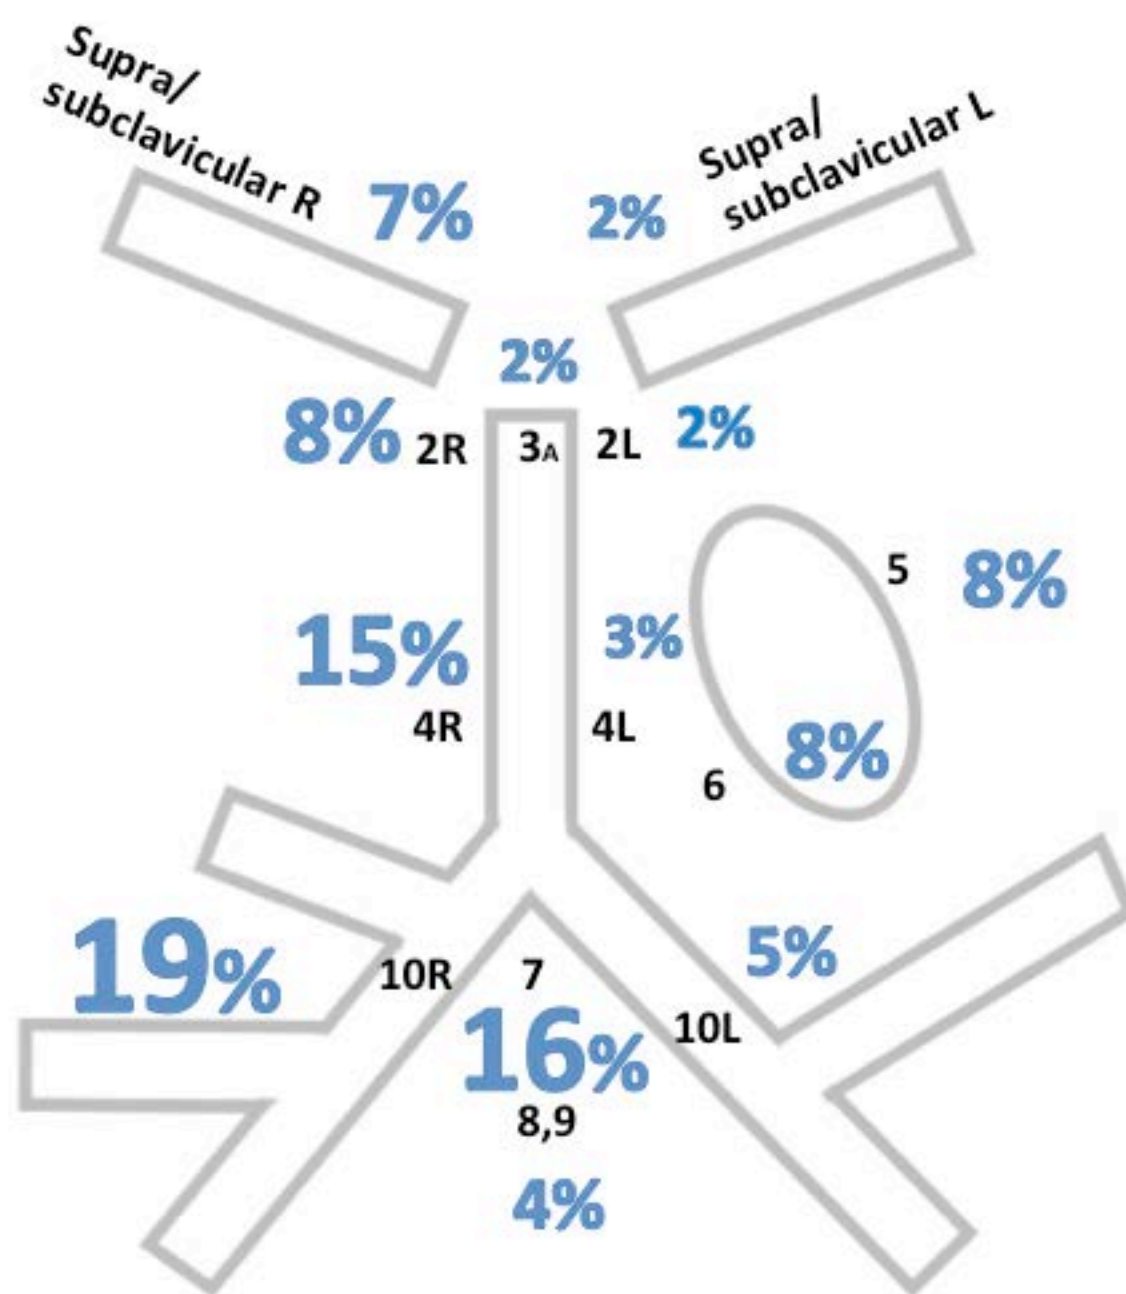 Supra/
subclavicular R
Supra/
subclavicular L
7%
2%
2%
8% 2R 3A 2L 2%
5 8%
15% 3%
4R 4L
6 8%
19% 5%
10R 7
16% 10L
8,9
4%